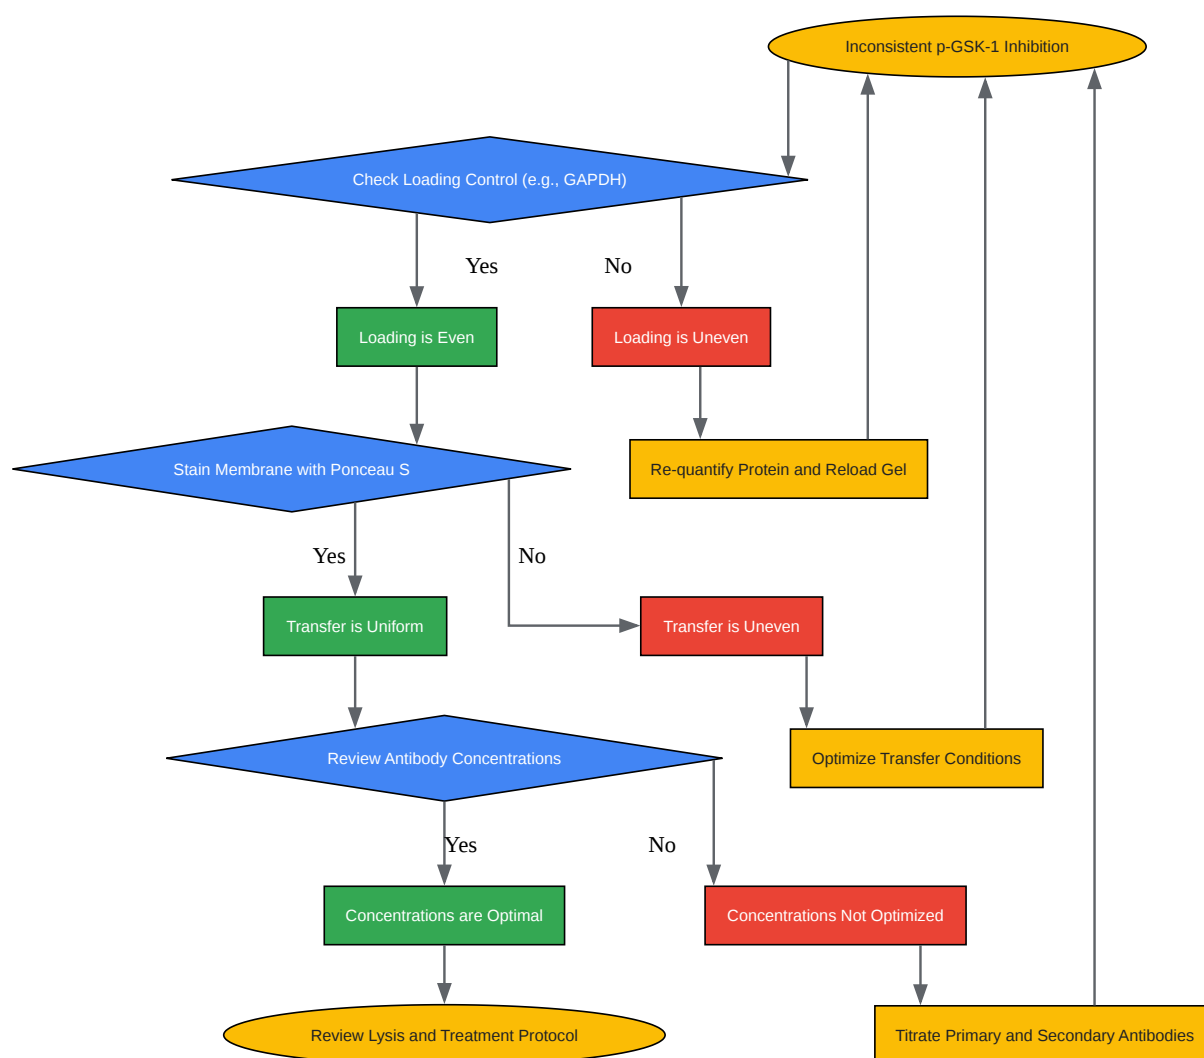 Inconsistent p-GSK-1 Inhibition
Check Loading Control (e.g., GAPDH)
Yes
No
Loading is Even
Loading is Uneven
Re-quantify Protein and Reload Gel
Stain Membrane with Ponceau S
Yes
No
Transfer is Uniform
Transfer is Uneven
Optimize Transfer Conditions
Review Antibody Concentrations
Yes
No
Concentrations are Optimal
Concentrations Not Optimized
Review Lysis and Treatment Protocol
Titrate Primary and Secondary Antibodies